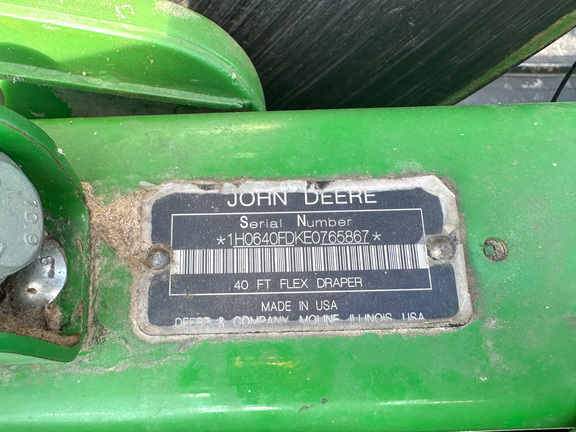 JOHN DEERE
Serial Number
*1H0640FDKE0765867*
40 FT FLEX DRAPER
MADE IN USA
DEERE & COMPANY MOLINE ILLINOIS USA